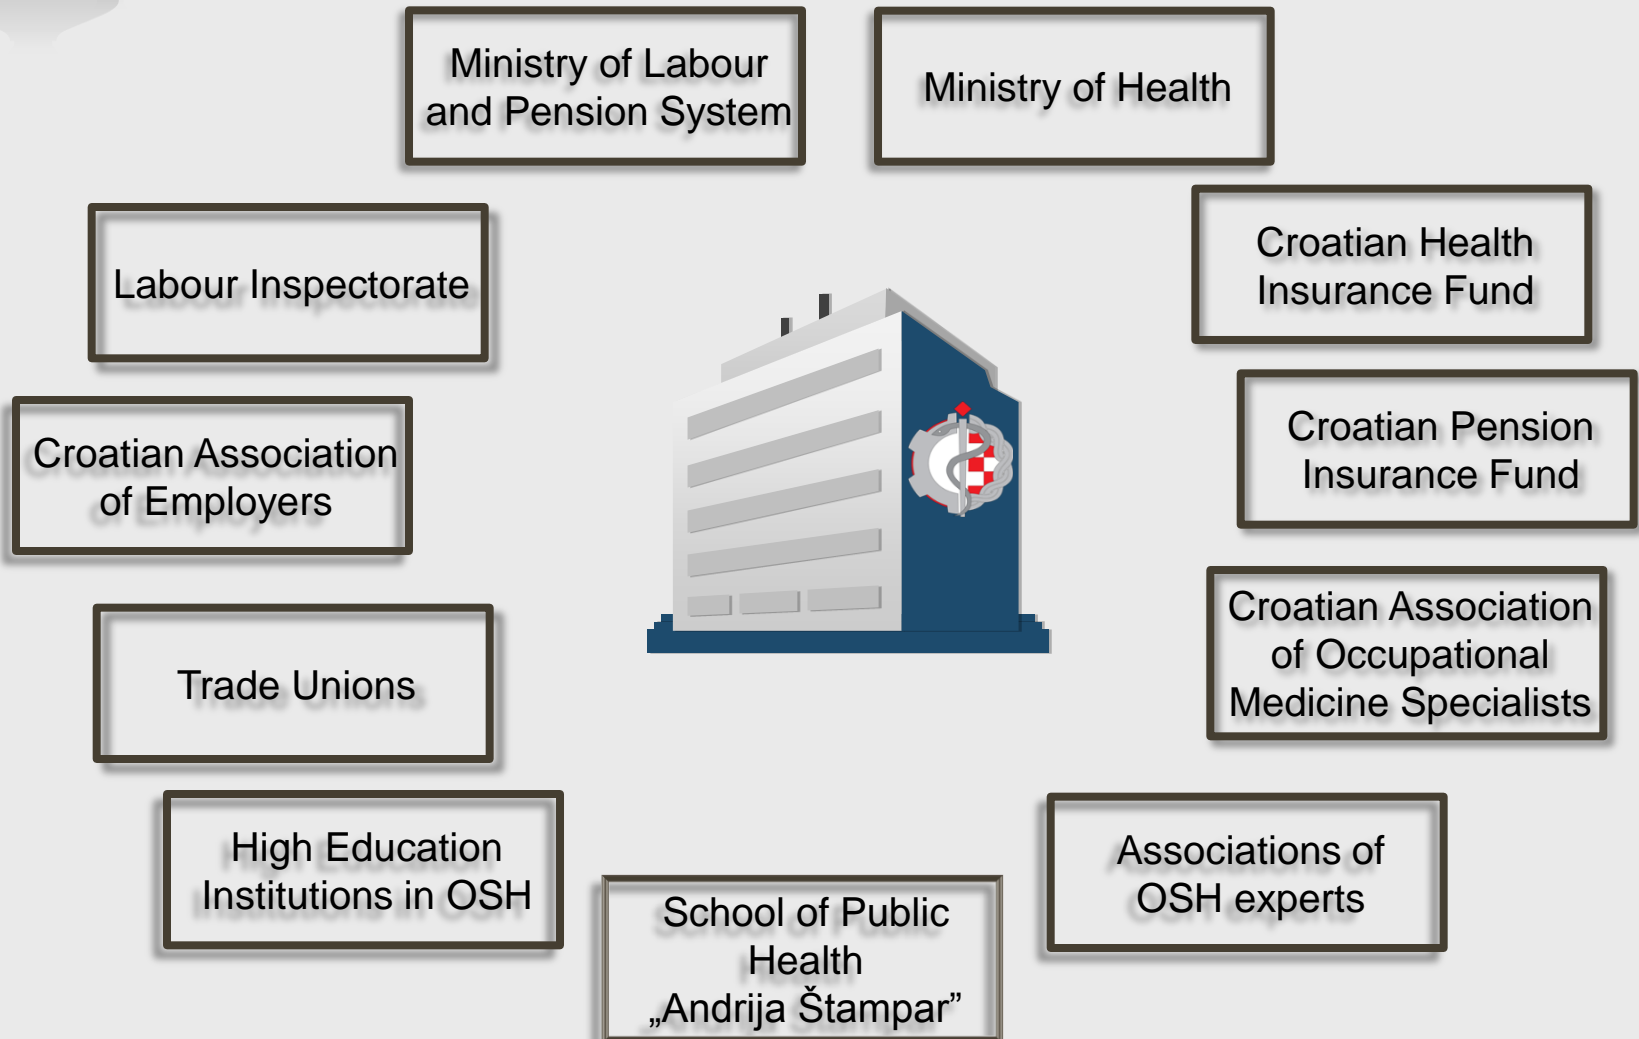 Ministry of Labour
and Pension System
Ministry of Health
Labour Inspectorate
Croatian Health
Insurance Fund
Croatian Association
of Employers
Croatian Pension
Insurance Fund
Trade Unions
Croatian Association
of Occupational
Medicine Specialists
High Education
Institutions in OSH
School of Public
Health
„Andrija Štampar”
Associations of
OSH experts